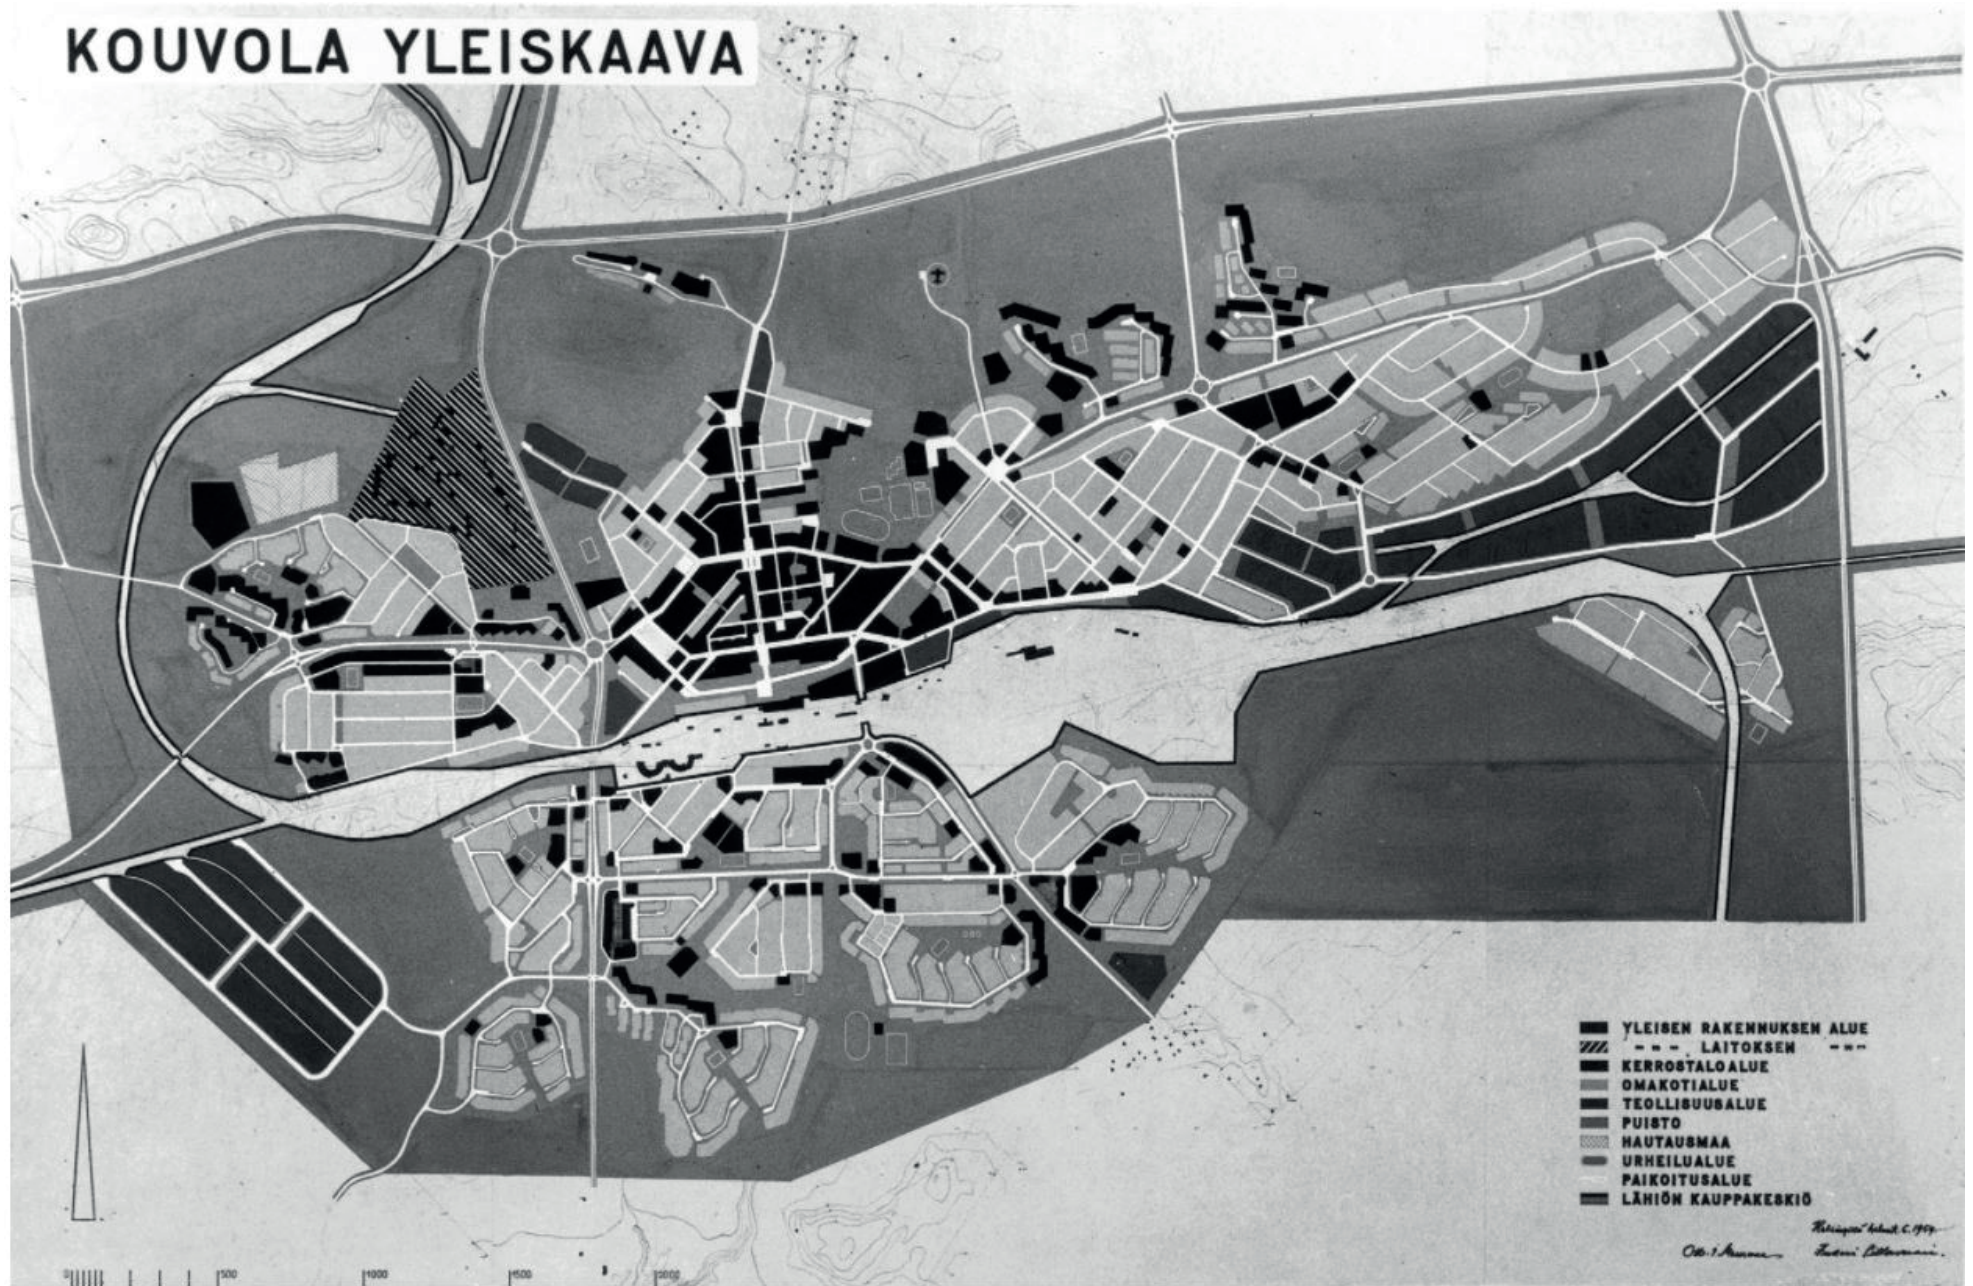 KOUVOLA YLEISKAAVA
YLEISEN RAKENNUKSEN ALUE
- - - . LAITOKSEN - - -
KERROSTALOALUE
OMAKOTIALUE
TEOLLISUUSALUE
PUISTO
HAUTAUSMAA
URHEILUALUE
PAIKOITUSALUE
LÄHIÖN KAUPPAKESKIÖ
0 500 1000 1500 2000